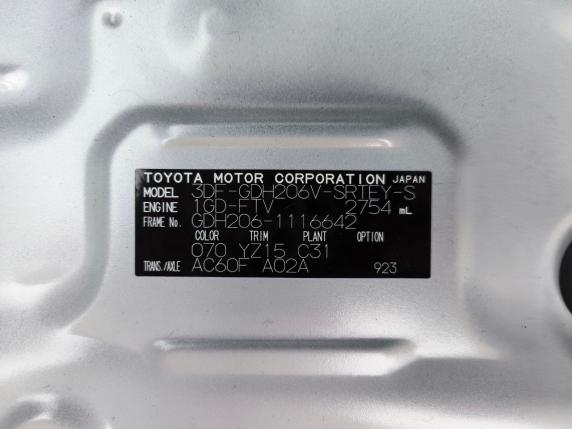 TOYOTA MOTOR CORPORATION JAPAN
MODEL 3DF-GDH206V-SRTEY-S
ENGINE 1GD-FTV 2754 mL
FRAME No. GDH206-1116642
COLOR TRIM PLANT OPTION
070 YZ15 C31
TRANS./AXLE AC60F A02A 923